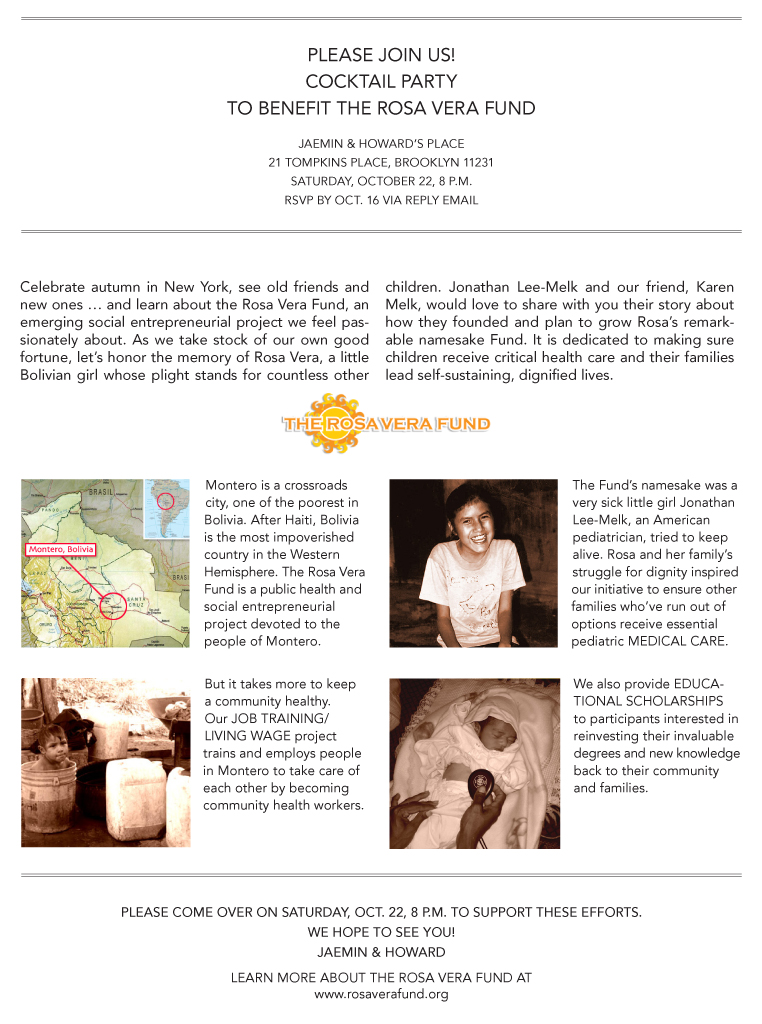 PLEASE JOIN US!
COCKTAIL PARTY
TO BENEFIT THE ROSA VERA FUND
JAEMIN & HOWARD'S PLACE
21 TOMPKINS PLACE, BROOKLYN 11231
SATURDAY, OCTOBER 22, 8 P.M.
RSVP BY OCT. 16 VIA REPLY EMAIL
Celebrate autumn in New York, see old friends and
new ones … and learn about the Rosa Vera Fund, an
emerging social entrepreneurial project we feel pas-
sionately about. As we take stock of our own good
fortune, let's honor the memory of Rosa Vera, a little
Bolivian girl whose plight stands for countless other
children. Jonathan Lee-Melk and our friend, Karen
Melk, would love to share with you their story about
how they founded and plan to grow Rosa's remark-
able namesake Fund. It is dedicated to making sure
children receive critical health care and their families
lead self-sustaining, dignified lives.
THE ROSA VERA FUND
BRASIL
PANDO
Montero, Bolivia
BENI
BRAS
LA PAZ
SANTA
CRUZ
ORURO
Montero is a crossroads
city, one of the poorest in
Bolivia. After Haiti, Bolivia
is the most impoverished
country in the Western
Hemisphere. The Rosa Vera
Fund is a public health and
social entrepreneurial
project devoted to the
people of Montero.
The Fund's namesake was a
very sick little girl Jonathan
Lee-Melk, an American
pediatrician, tried to keep
alive. Rosa and her family's
struggle for dignity inspired
our initiative to ensure other
families who've run out of
options receive essential
pediatric MEDICAL CARE.
But it takes more to keep
a community healthy.
Our JOB TRAINING/
LIVING WAGE project
trains and employs people
in Montero to take care of
each other by becoming
community health workers.
We also provide EDUCA-
TIONAL SCHOLARSHIPS
to participants interested in
reinvesting their invaluable
degrees and new knowledge
back to their community
and families.
PLEASE COME OVER ON SATURDAY, OCT. 22, 8 P.M. TO SUPPORT THESE EFFORTS.
WE HOPE TO SEE YOU!
JAEMIN & HOWARD
LEARN MORE ABOUT THE ROSA VERA FUND AT
www.rosaverafund.org